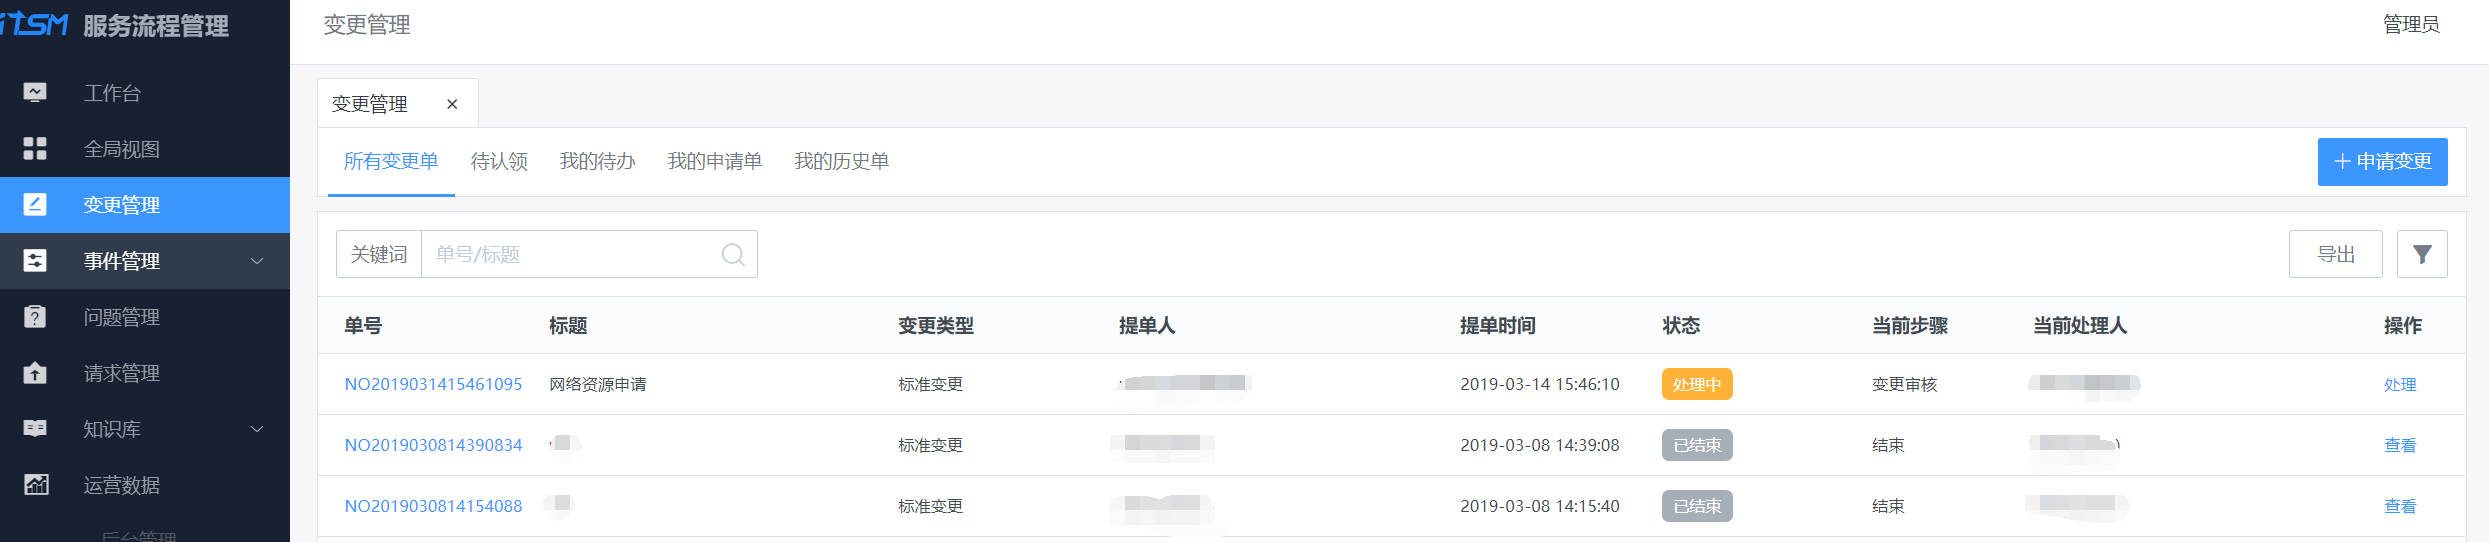 iTSM 服务流程管理
变更管理
管理员
工作台
全局视图
变更管理
事件管理
问题管理
请求管理
知识库
运营数据
后台管理
变更管理 ×
所有变更单 待认领 我的待办 我的申请单 我的历史单
+ 申请变更
关键词 单号/标题
导出
单号 标题 变更类型 提单人 提单时间 状态 当前步骤 当前处理人 操作
NO2019031415461095 网络资源申请 标准变更 2019-03-14 15:46:10 处理中 变更审核 处理
NO2019030814390834 标准变更 2019-03-08 14:39:08 已结束 结束 查看
NO2019030814154088 标准变更 2019-03-08 14:15:40 已结束 结束 查看